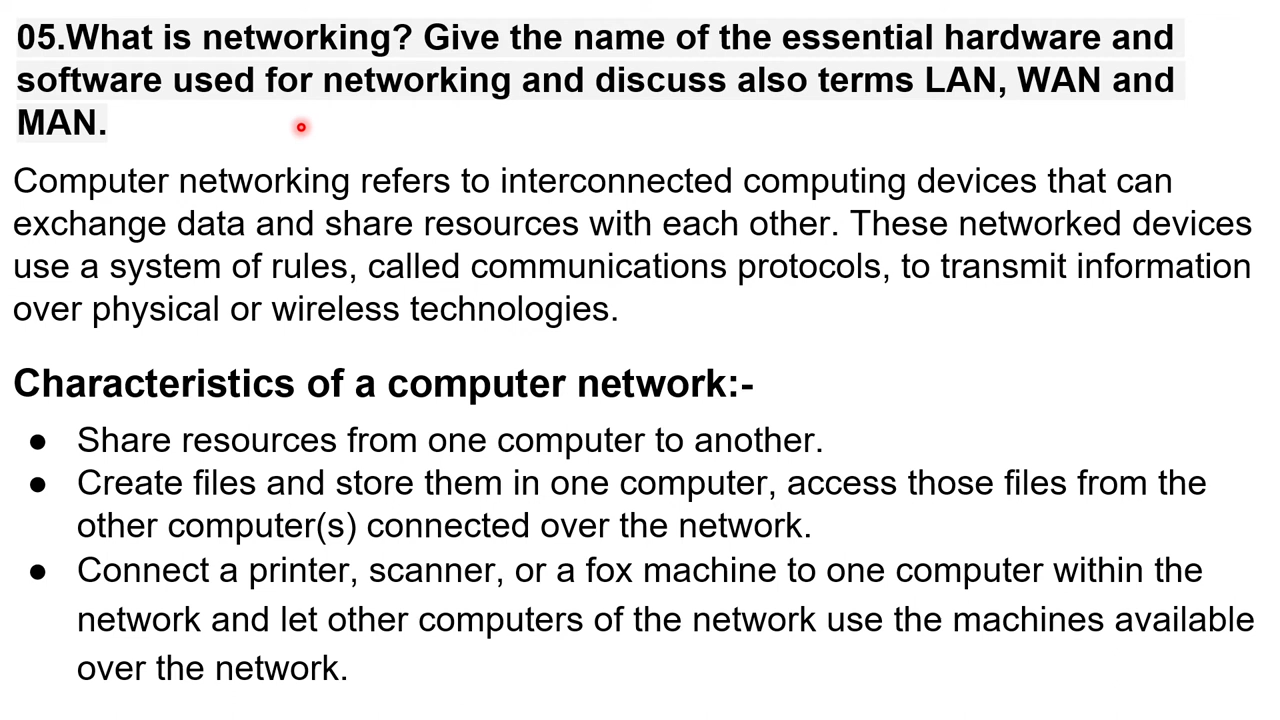 05.What is networking? Give the name of the essential hardware and
software used for networking and discuss also terms LAN, WAN and
MAN.
Computer networking refers to interconnected computing devices that can
exchange data and share resources with each other. These networked devices
use a system of rules, called communications protocols, to transmit information
over physical or wireless technologies.
Characteristics of a computer network:-
● Share resources from one computer to another.
● Create files and store them in one computer, access those files from the
other computer(s) connected over the network.
● Connect a printer, scanner, or a fox machine to one computer within the
network and let other computers of the network use the machines available
over the network.